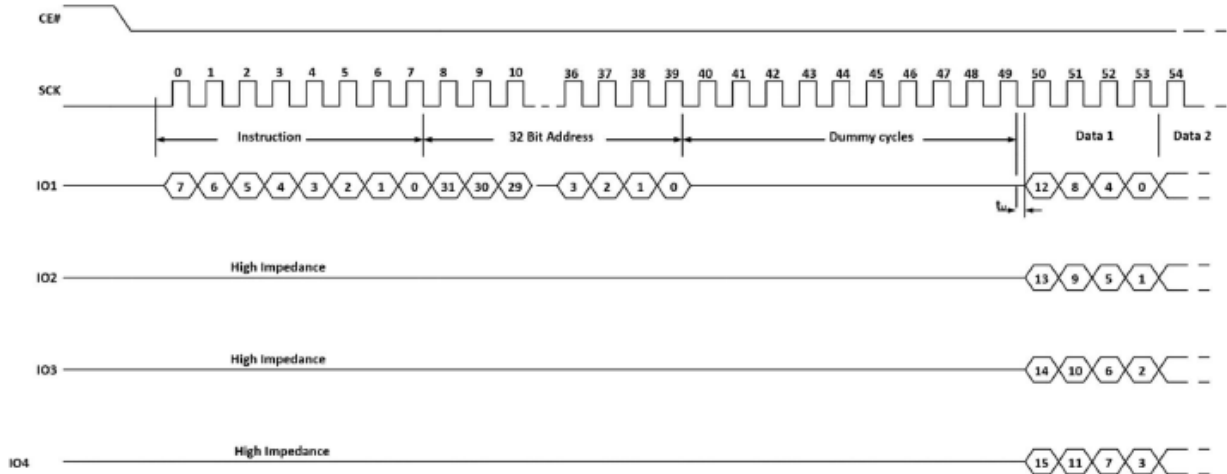 CE#
0 1 2 3 4 5 6 7 8 9 10 36 37 38 39 40 41 42 43 44 45 46 47 48 49 50 51 52 53 54
SCK
Instruction 32 Bit Address Dummy cycles Data 1 Data 2
IO1 7 6 5 4 3 2 1 0 31 30 29 3 2 1 0 12 8 4 0
High Impedance
IO2 13 9 5 1
High Impedance
IO3 14 10 6 2
High Impedance
IO4 15 11 7 3